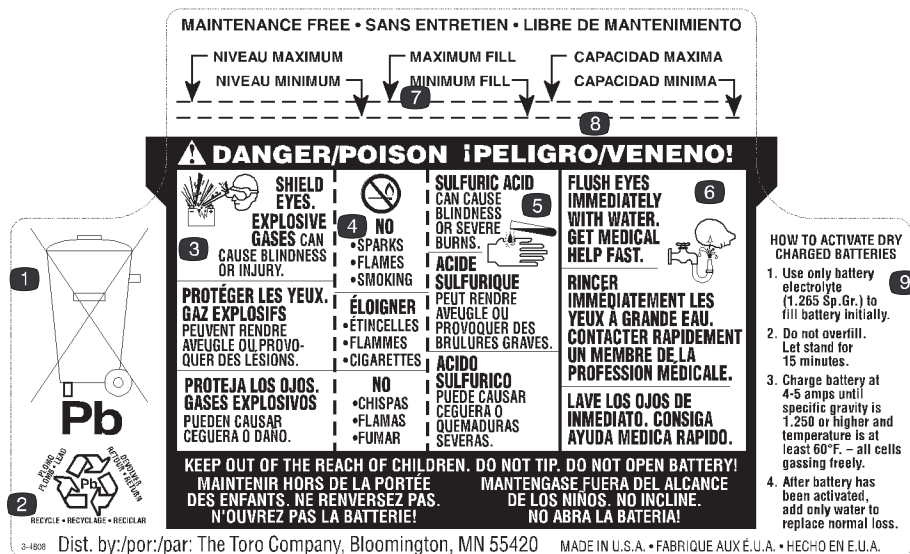 MAINTENANCE FREE • SANS ENTRETIEN • LIBRE DE MANTENIMIENTO
NIVEAU MAXIMUM
MAXIMUM FILL
CAPACIDAD MAXIMA
NIVEAU MINIMUM
MINIMUM FILL
CAPACIDAD MINIMA
7
8
DANGER/POISON ¡PELIGRO/VENENO!
3
SHIELD
EYES.
EXPLOSIVE
GASES CAN
CAUSE BLINDNESS
OR INJURY.
PROTÉGER LES YEUX.
GAZ EXPLOSIFS
PEUVENT RENDRE
AVEUGLE OU PROVO-
QUER DES LESIONS.
PROTEJA LOS OJOS.
GASES EXPLOSIVOS
PUEDEN CAUSAR
CEGUERA O DAÑO.
4
NO
•SPARKS
•FLAMES
•SMOKING
ÉLOIGNER
•ÉTINCELLES
•FLAMMES
•CIGARETTES
NO
•CHISPAS
•FLAMAS
•FUMAR
SULFURIC ACID
CAN CAUSE
BLINDNESS
OR SEVERE
BURNS.
5
ACIDE
SULFURIQUE
PEUT RENDRE
AVEUGLE OU
PROVOQUER DES
BRÛLURES GRAVES.
ACIDO
SULFURICO
PUEDE CAUSAR
CEGUERA O
QUEMADURAS
SEVERAS.
FLUSH EYES
IMMEDIATELY
WITH WATER.
GET MEDICAL
HELP FAST.
6
RINCER
IMMEDIATEMENT LES
YEUX À GRANDE EAU.
CONTACTER RAPIDEMENT
UN MEMBRE DE LA
PROFESSION MÉDICALE.
LAVE LOS OJOS DE
INMEDIATO. CONSIGA
AYUDA MEDICA RAPIDO.
KEEP OUT OF THE REACH OF CHILDREN. DO NOT TIP. DO NOT OPEN BATTERY!
MAINTENIR HORS DE LA PORTÉE
DES ENFANTS. NE RENVERSEZ PAS.
N'OUVREZ PAS LA BATTERIE!
MANTENGASE FUERA DEL ALCANCE
DE LOS NIÑOS. NO INCLINE.
NO ABRA LA BATERIA!
1
Pb
2
PLOMO
PLOMB • LEAD
DEVOLVER
RETOUR • RETURN
Pb
RECYCLE • RECYCLAGE • RECICLAR
HOW TO ACTIVATE DRY
CHARGED BATTERIES
9
1. Use only battery
electrolyte
(1.265 Sp.Gr.) to
fill battery initially.
2. Do not overfill.
Let stand for
15 minutes.
3. Charge battery at
4-5 amps until
specific gravity is
1.250 or higher and
temperature is at
least 60°F. – all cells
gassing freely.
4. After battery has
been activated,
add only water to
replace normal loss.
3-4808 Dist. by:/por:/par: The Toro Company, Bloomington, MN 55420 MADE IN U.S.A. • FABRIQUE AUX É.U.A. • HECHO EN E.U.A.